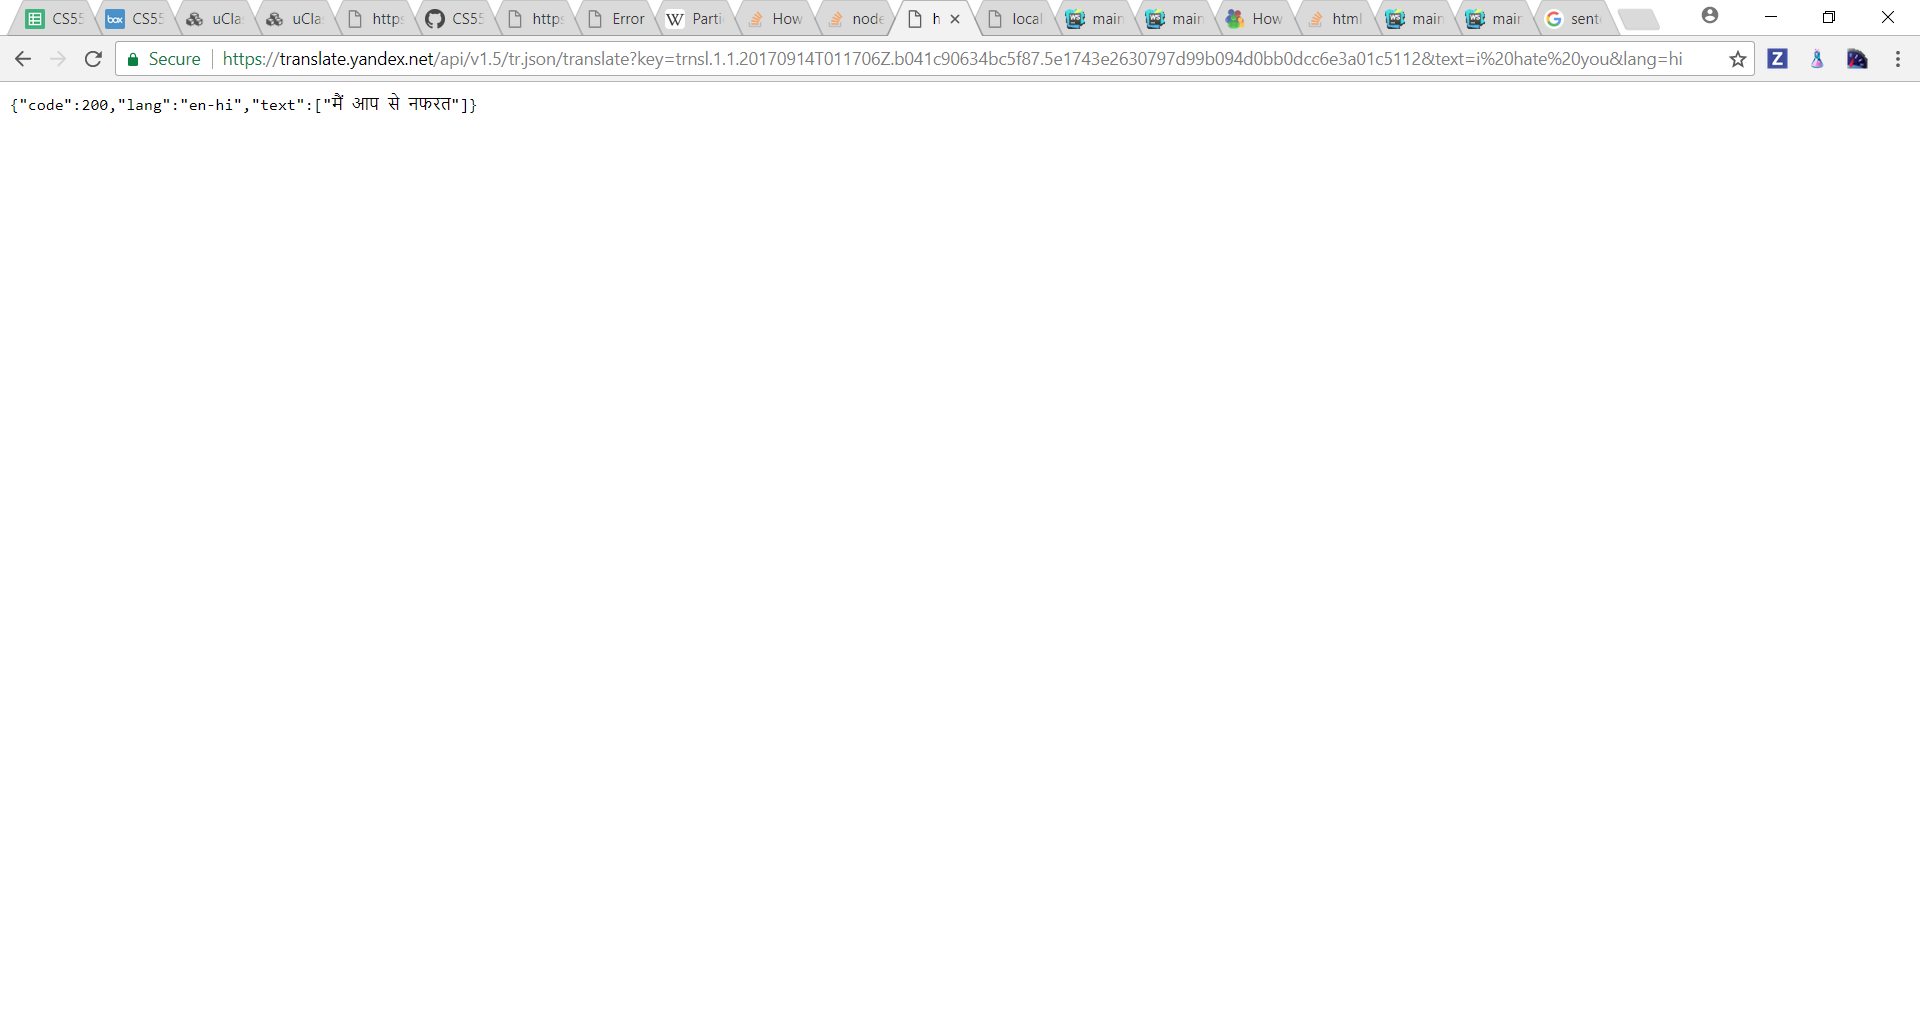 CS55 CS55 uCla uCla https CS55 https Error Parti How node h local main main How html main main sent
Secure https://translate.yandex.net/api/v1.5/tr.json/translate?key=trnsl.1.1.20170914T011706Z.b041c90634bc5f87.5e1743e2630797d99b094d0bb0dcc6e3a01c5112&text=i%20hate%20you&lang=hi
{"code":200,"lang":"en-hi","text":["मैं आप से नफरत"]}